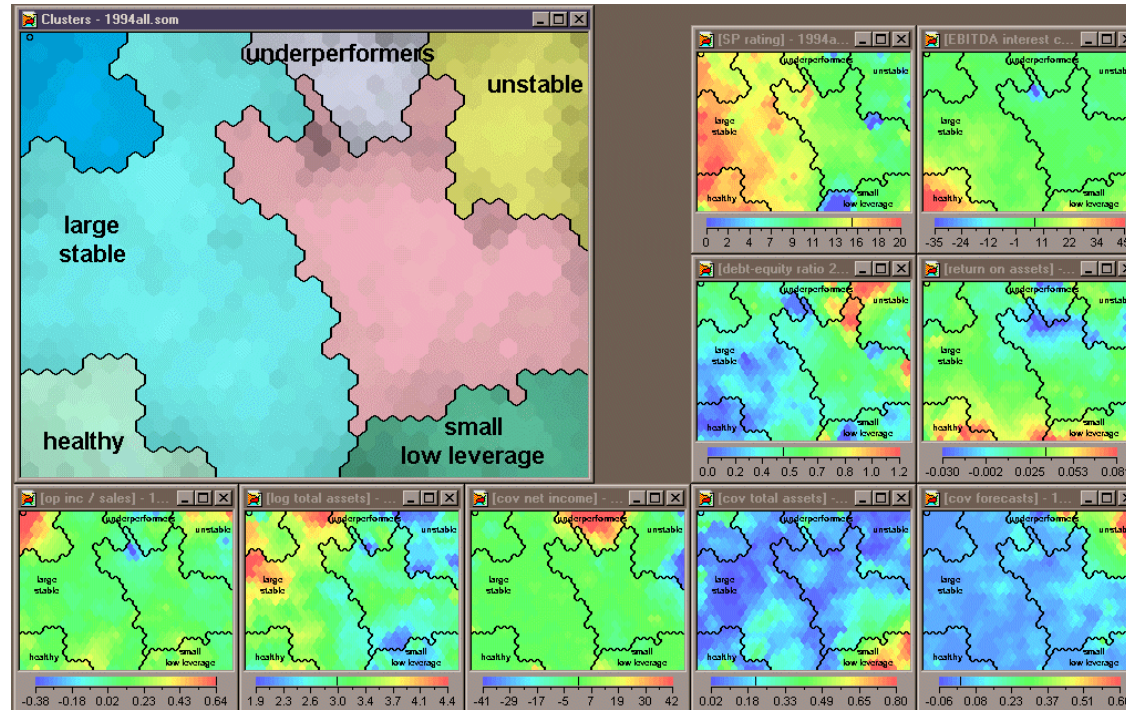 Clusters - 1994all.som
underperformers
unstable
large
stable
healthy
small
low leverage
[SP rating] - 1994a...
underperformers
unstable
large
stable
healthy
small
low leverage
0 2 4 5 7 9 11 13 14 16 18 20
[EBITDA interest c...
underperformers
unstab
large
stable
healthy
small
low leverage
-35 -24 -12 -1 11 22 34 45
[debt-equity ratio 2...
underperformers
unstable
large
stable
healthy
small
low leverage
0.0 0.2 0.4 0.5 0.7 0.8 1.0 1.2
[return on assets] -...
underperformers
unstab
large
stable
healthy
small
low leverage
-0.030 -0.002 0.025 0.053 0.081
[op inc / sales] - 1...
underperformers
unstable
large
stable
healthy
small
low leverage
-0.38 -0.18 0.02 0.23 0.43 0.64
[log total assets] - ...
underperformers
unstable
large
stable
healthy
small
low leverage
1.9 2.3 2.6 3.0 3.4 3.7 4.1 4.4
[cov net income] - ...
underperformers
unstable
large
stable
healthy
small
low leverage
-41 -29 -17 -5 7 19 30 42
[cov total assets] -...
underperformers
unstable
large
stable
healthy
small
low leverage
0.02 0.18 0.33 0.49 0.65 0.80
[cov forecasts] - 1...
underperformers
unstab
large
stable
healthy
small
low leverage
-0.06 0.08 0.23 0.37 0.51